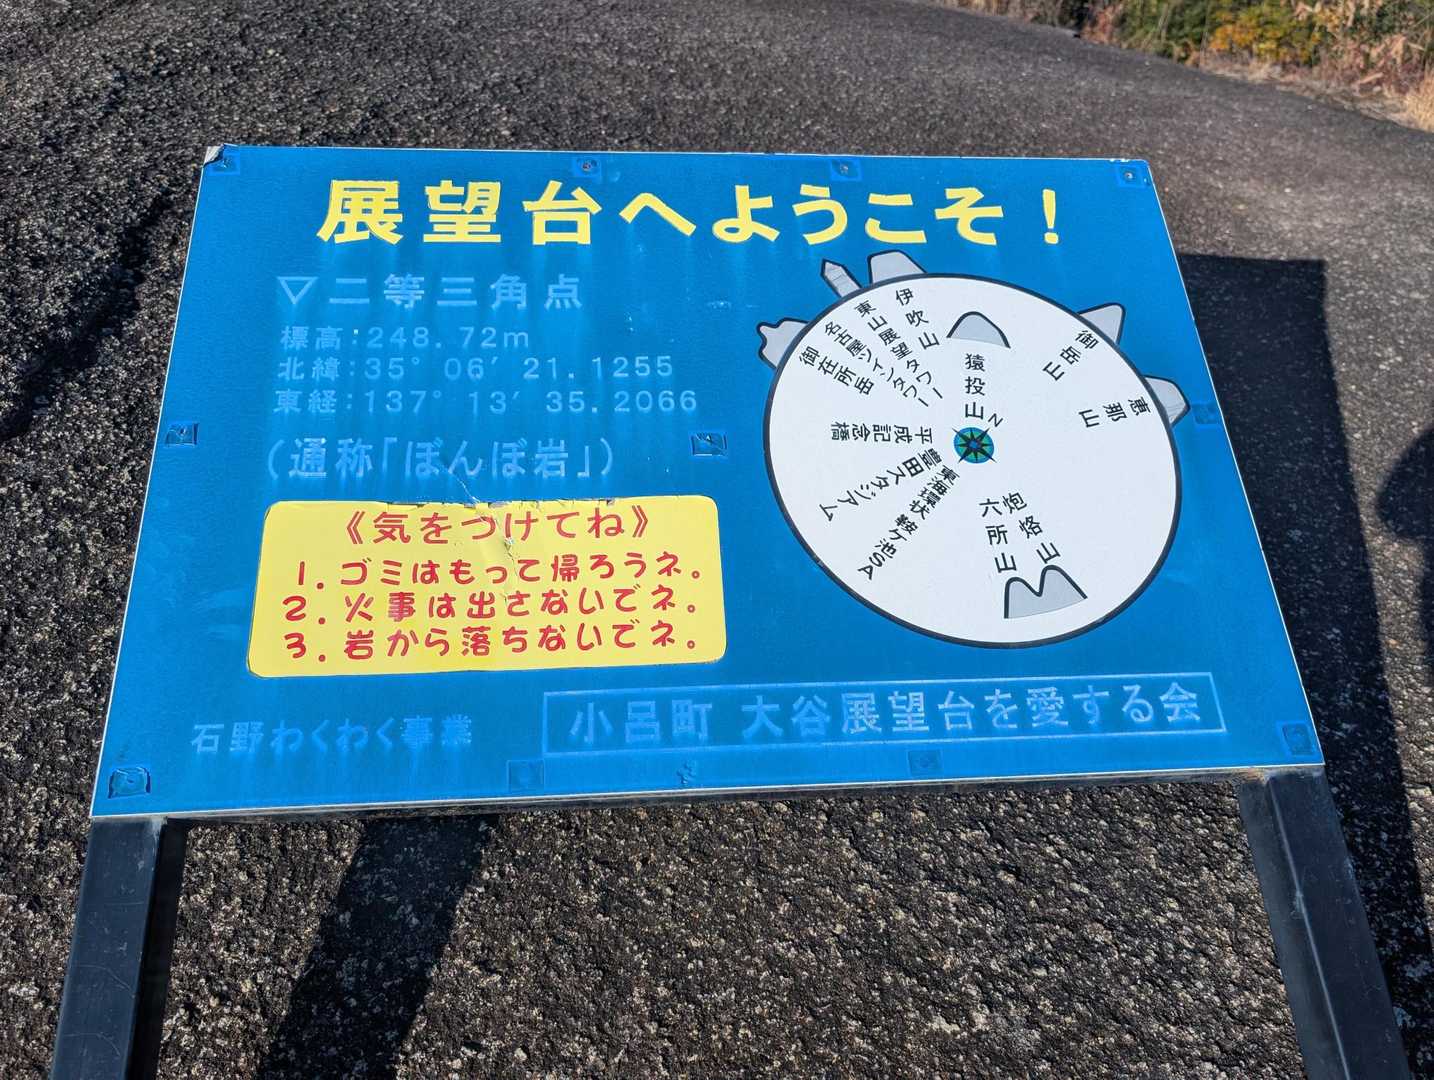 展望台へようこそ！
▽二等三角点
標高:248.72m
北緯:35°06′21.1255
東経:137°13′35.2066
（通称「ぼんぼ岩」）
《気をつけてね》
1.ゴミはもって帰ろうネ。
2.火事は出さないでネ。
3.岩から落ちないでネ。
石野わくわく事業
小呂町 大谷展望台を愛する会
伊吹山
東山展望タワー
名古屋ツインタワー
御在所岳
猿投山
御岳山
恵那山
N
平成記念橋
豊田スタジアム
東海環状 鞍ケ池SA
六所山
炮烙山